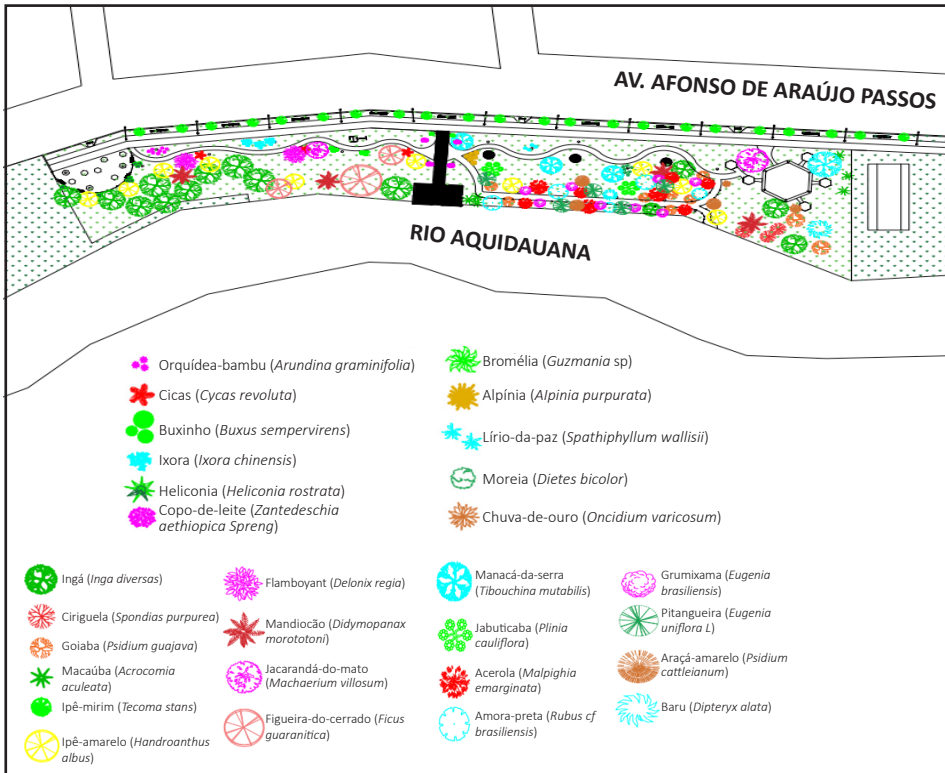 AV. AFONSO DE ARAÚJO PASSOS
RIO AQUIDAUANA
Orquídea-bambu (Arundina graminifolia)
Cicas (Cycas revoluta)
Buxinho (Buxus sempervirens)
Ixora (Ixora chinensis)
Heliconia (Heliconia rostrata)
Copo-de-leite (Zantedeschia
aethiopica Spreng)
Bromélia (Guzmania sp)
Alpínia (Alpinia purpurata)
Lírio-da-paz (Spathiphyllum wallisii)
Moreia (Dietes bicolor)
Chuva-de-ouro (Oncidium varicosum)
Ingá (Inga diversas)
Ciriguela (Spondias purpurea)
Goiaba (Psidium guajava)
Macaúba (Acrocomia
aculeata)
Ipê-mirim (Tecoma stans)
Ipê-amarelo (Handroanthus
albus)
Flamboyant (Delonix regia)
Mandiocão (Didymopanax
morototoni)
Jacarandá-do-mato
(Machaerium villosum)
Figueira-do-cerrado (Ficus
guaranitica)
Manacá-da-serra
(Tibouchina mutabilis)
Jabuticaba (Plinia
cauliflora)
Acerola (Malpighia
emarginata)
Amora-preta (Rubus cf
brasiliensis)
Grumixama (Eugenia
brasiliensis)
Pitangueira (Eugenia
uniflora L)
Araçá-amarelo (Psidium
cattleianum)
Baru (Dipteryx alata)